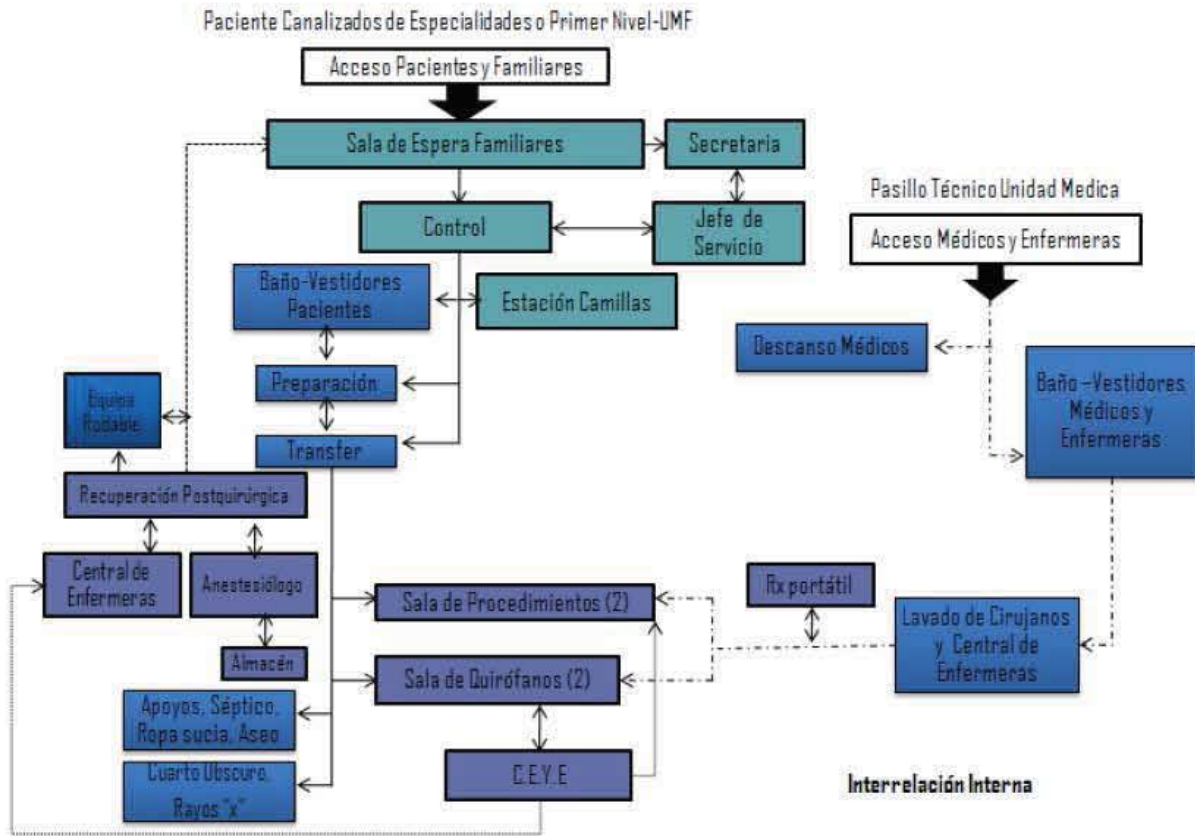 Paciente Canalizados de Especialidades o Primer Nivel-UMF
Acceso Pacientes y Familiares
Sala de Espera Familiares
Secretaria
Control
Jefe de
Servicio
Pasillo Técnico Unidad Medica
Acceso Médicos y Enfermeras
Baño-Vestidores
Pacientes
Estación Camillas
Descanso Médicos
Baño -Vestidores
Médicos y
Enfermeras
Preparación
Equipo
Rodable
Transfer
Recuperación Postquirúrgica
Central de
Enfermeras
Anestesiólogo
Sala de Procedimientos (2)
Rx portátil
Lavado de Cirujanos
y Central de
Enfermeras
Almacén
Sala de Quirófanos (2)
Apoyos, Séptico,
Ropa sucia, Aseo
C.E.Y.E
Cuarto Obscuro,
Rayos "x"
Interrelación Interna